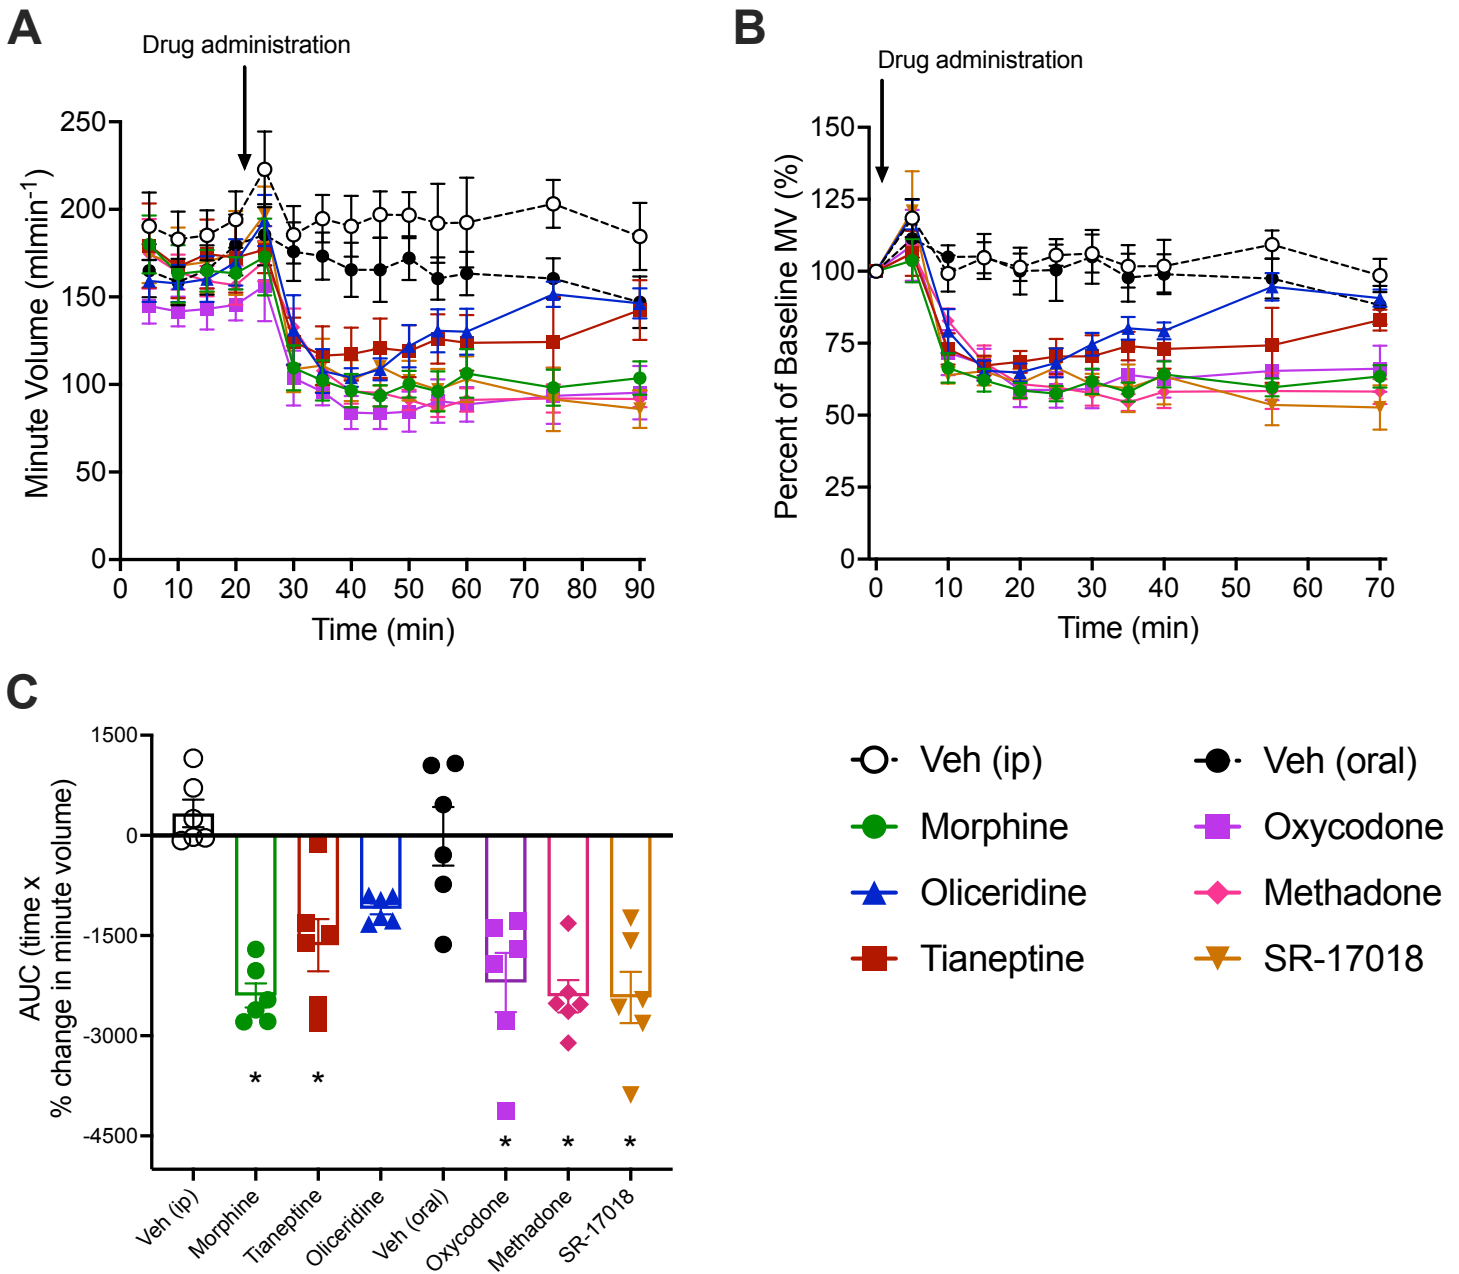 A
Drug administration
Minute Volume (mlmin-1)
250
200
150
100
50
0
0 10 20 30 40 50 60 70 80 90
Time (min)
B
Drug administration
Percent of Baseline MV (%)
150
125
100
75
50
25
0
0 10 20 30 40 50 60 70
Time (min)
C
AUC (time x
% change in minute volume)
1500
0
-1500
-3000
-4500
* * * * *
Veh (ip) Morphine Tianeptine Oliceridine Veh (oral) Oxycodone Methadone SR-17018
Veh (ip) Veh (oral)
Morphine Oxycodone
Oliceridine Methadone
Tianeptine SR-17018